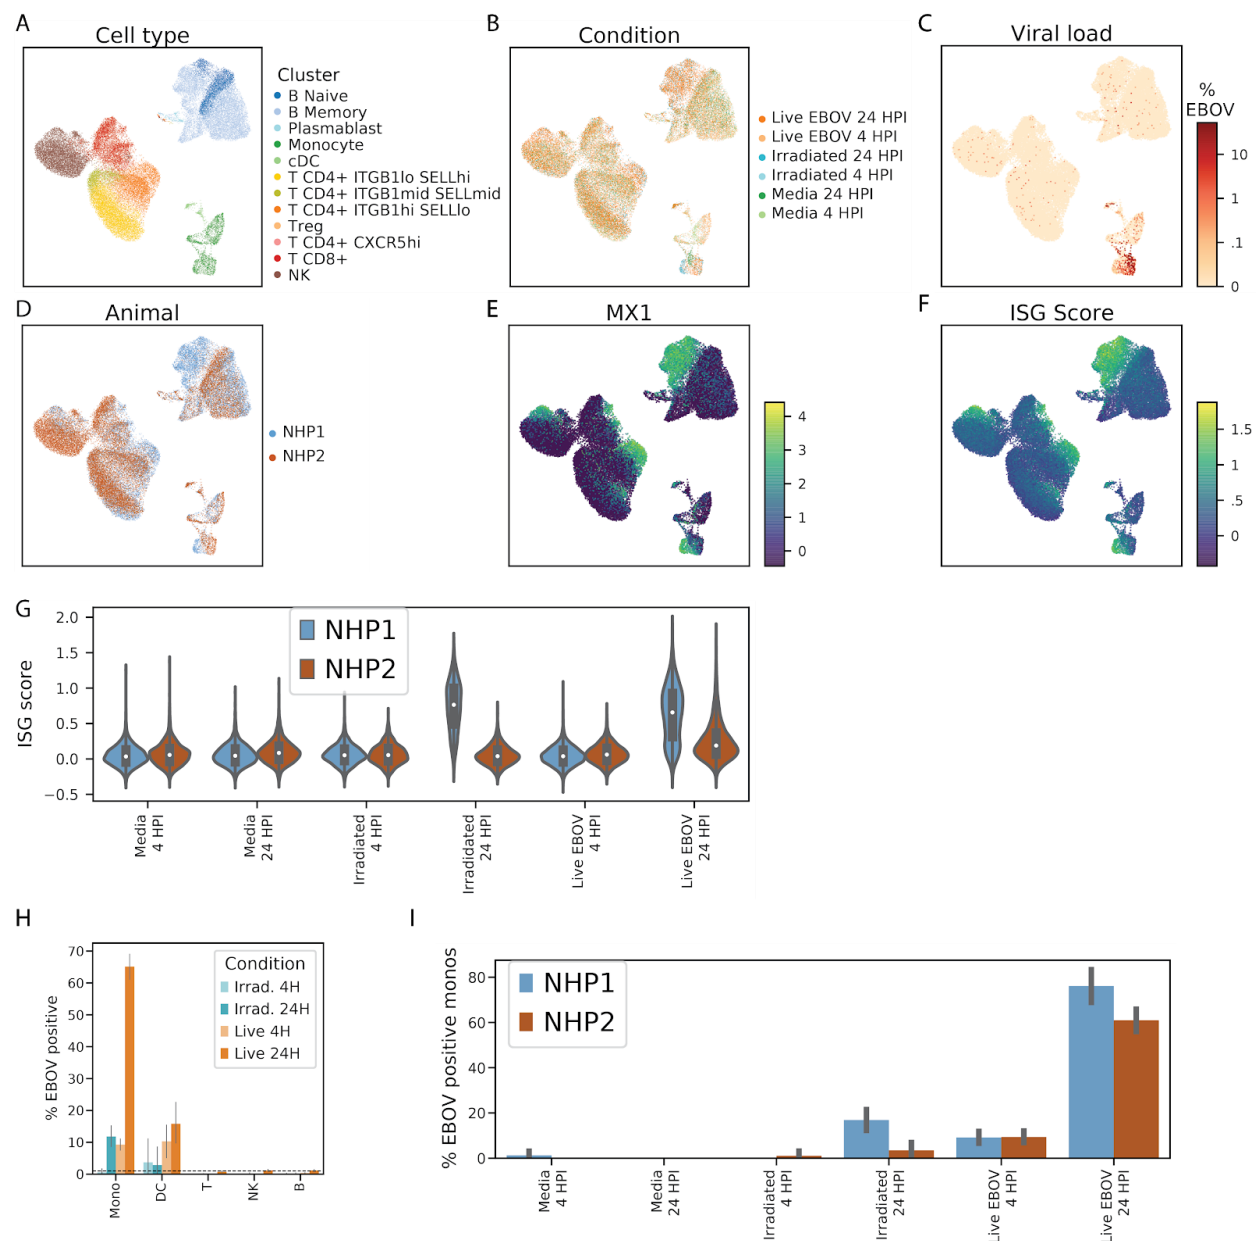 A
Cell type
Cluster
B Naive
B Memory
Plasmablast
Monocyte
cDC
T CD4+ ITGB1lo SELLhi
T CD4+ ITGB1mid SELLmid
T CD4+ ITGB1hi SELLlo
Treg
T CD4+ CXCR5hi
T CD8+
NK
B
Condition
Live EBOV 24 HPI
Live EBOV 4 HPI
Irradiated 24 HPI
Irradiated 4 HPI
Media 24 HPI
Media 4 HPI
C
Viral load
%
EBOV
10
1
.1
0
D
Animal
NHP1
NHP2
E
MX1
4
3
2
1
0
F
ISG Score
1.5
1
.5
0
G
ISG score
2.0
1.5
1.0
0.5
0.0
−0.5
NHP1
NHP2
Media
4 HPI
Media
24 HPI
Irradiated
4 HPI
Irradidated
24 HPI
Live EBOV
4 HPI
Live EBOV
24 HPI
H
% EBOV positive
70
60
50
40
30
20
10
0
Condition
Irrad. 4H
Irrad. 24H
Live 4H
Live 24H
Mono
DC
T
NK
B
I
% EBOV positive monos
80
60
40
20
0
NHP1
NHP2
Media
4 HPI
Media
24 HPI
Irradiated
4 HPI
Irradiated
24 HPI
Live EBOV
4 HPI
Live EBOV
24 HPI